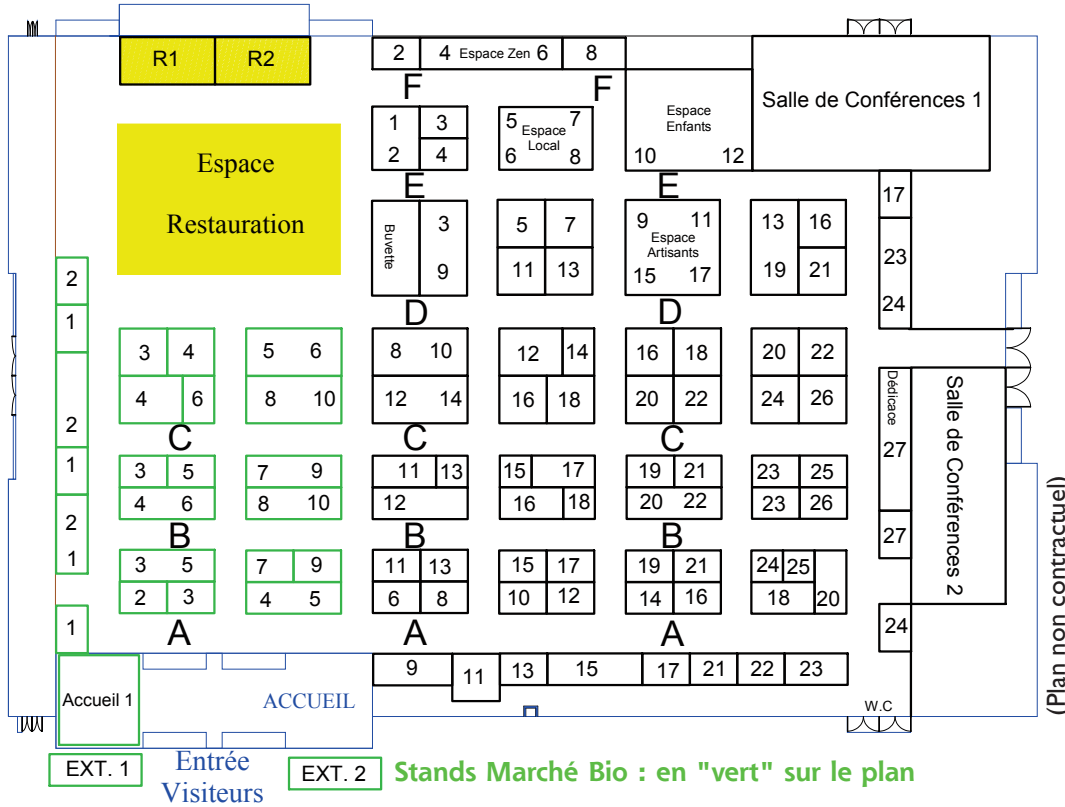 R1 R2
2 4 Espace Zen 6 8
F F
Salle de Conférences 1
1 3
2 4
5 7
Espace
Local
6 8
Espace
Enfants
10 12
Espace
Restauration
E E
17
Buvette
3
9
5 7
11 13
9 11
Espace
Artisants
15 17
13 16
19 21
23
24
2
1
2
1
2
1
1
D D
3 4
4 6
5 6
8 10
8 10
12 14
12 14
16 18
16 18
20 22
20 22
24 26
Dédicaoe
27
27
24
Salle de Conférences 2
C C C
3 5
4 6
7 9
8 10
11 13
12
15 17
16 18
19 21
20 22
23 25
23 26
B B B
3 5
2 3
7 9
4 5
11 13
6 8
15 17
10 12
19 21
14 16
24 25
18 20
A A A
9 11 13 15 17 21 22 23
Accueil 1
ACCUEIL
W.C
(Plan non contractuel)
EXT. 1
Entrée
Visiteurs
EXT. 2
Stands Marché Bio : en "vert" sur le plan